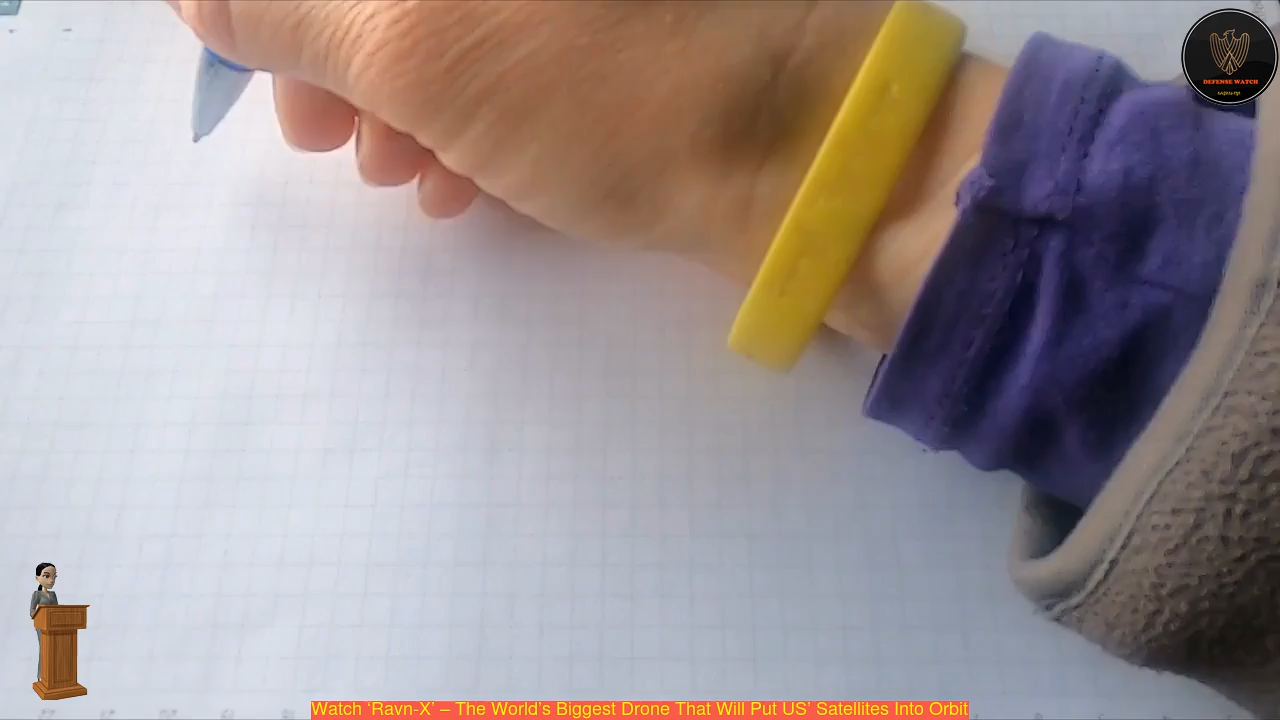 DEFENSE WATCH
Watch ‘Ravn-X’ – The World’s Biggest Drone That Will Put US’ Satellites Into Orbit